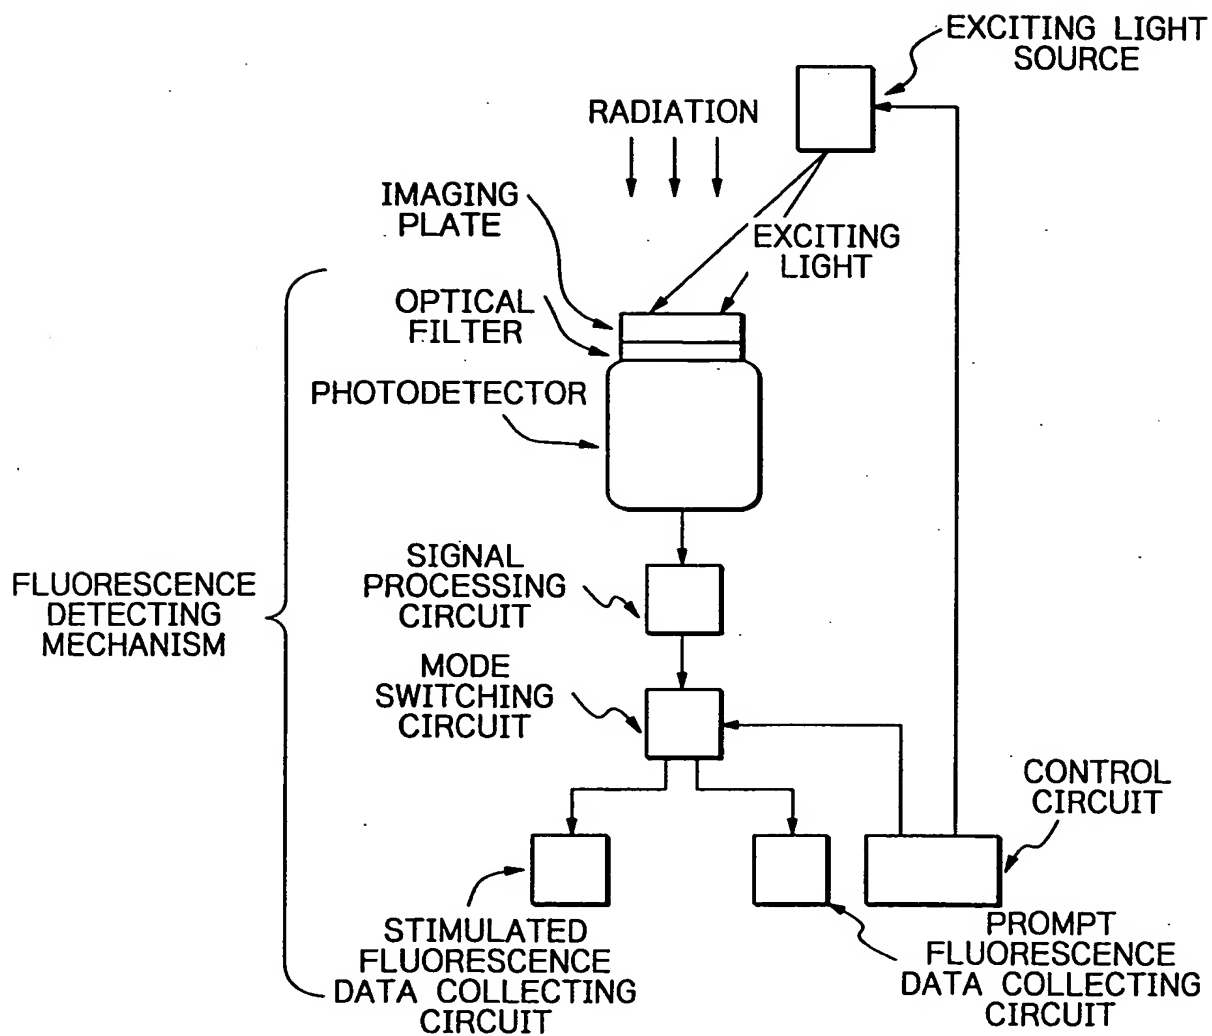 EXCITING LIGHT
SOURCE
RADIATION
IMAGING
PLATE
EXCITING
LIGHT
OPTICAL
FILTER
PHOTODETECTOR
SIGNAL
PROCESSING
CIRCUIT
FLUORESCENCE
DETECTING
MECHANISM
MODE
SWITCHING
CIRCUIT
CONTROL
CIRCUIT
STIMULATED
FLUORESCENCE
DATA COLLECTING
CIRCUIT
PROMPT
FLUORESCENCE
DATA COLLECTING
CIRCUIT